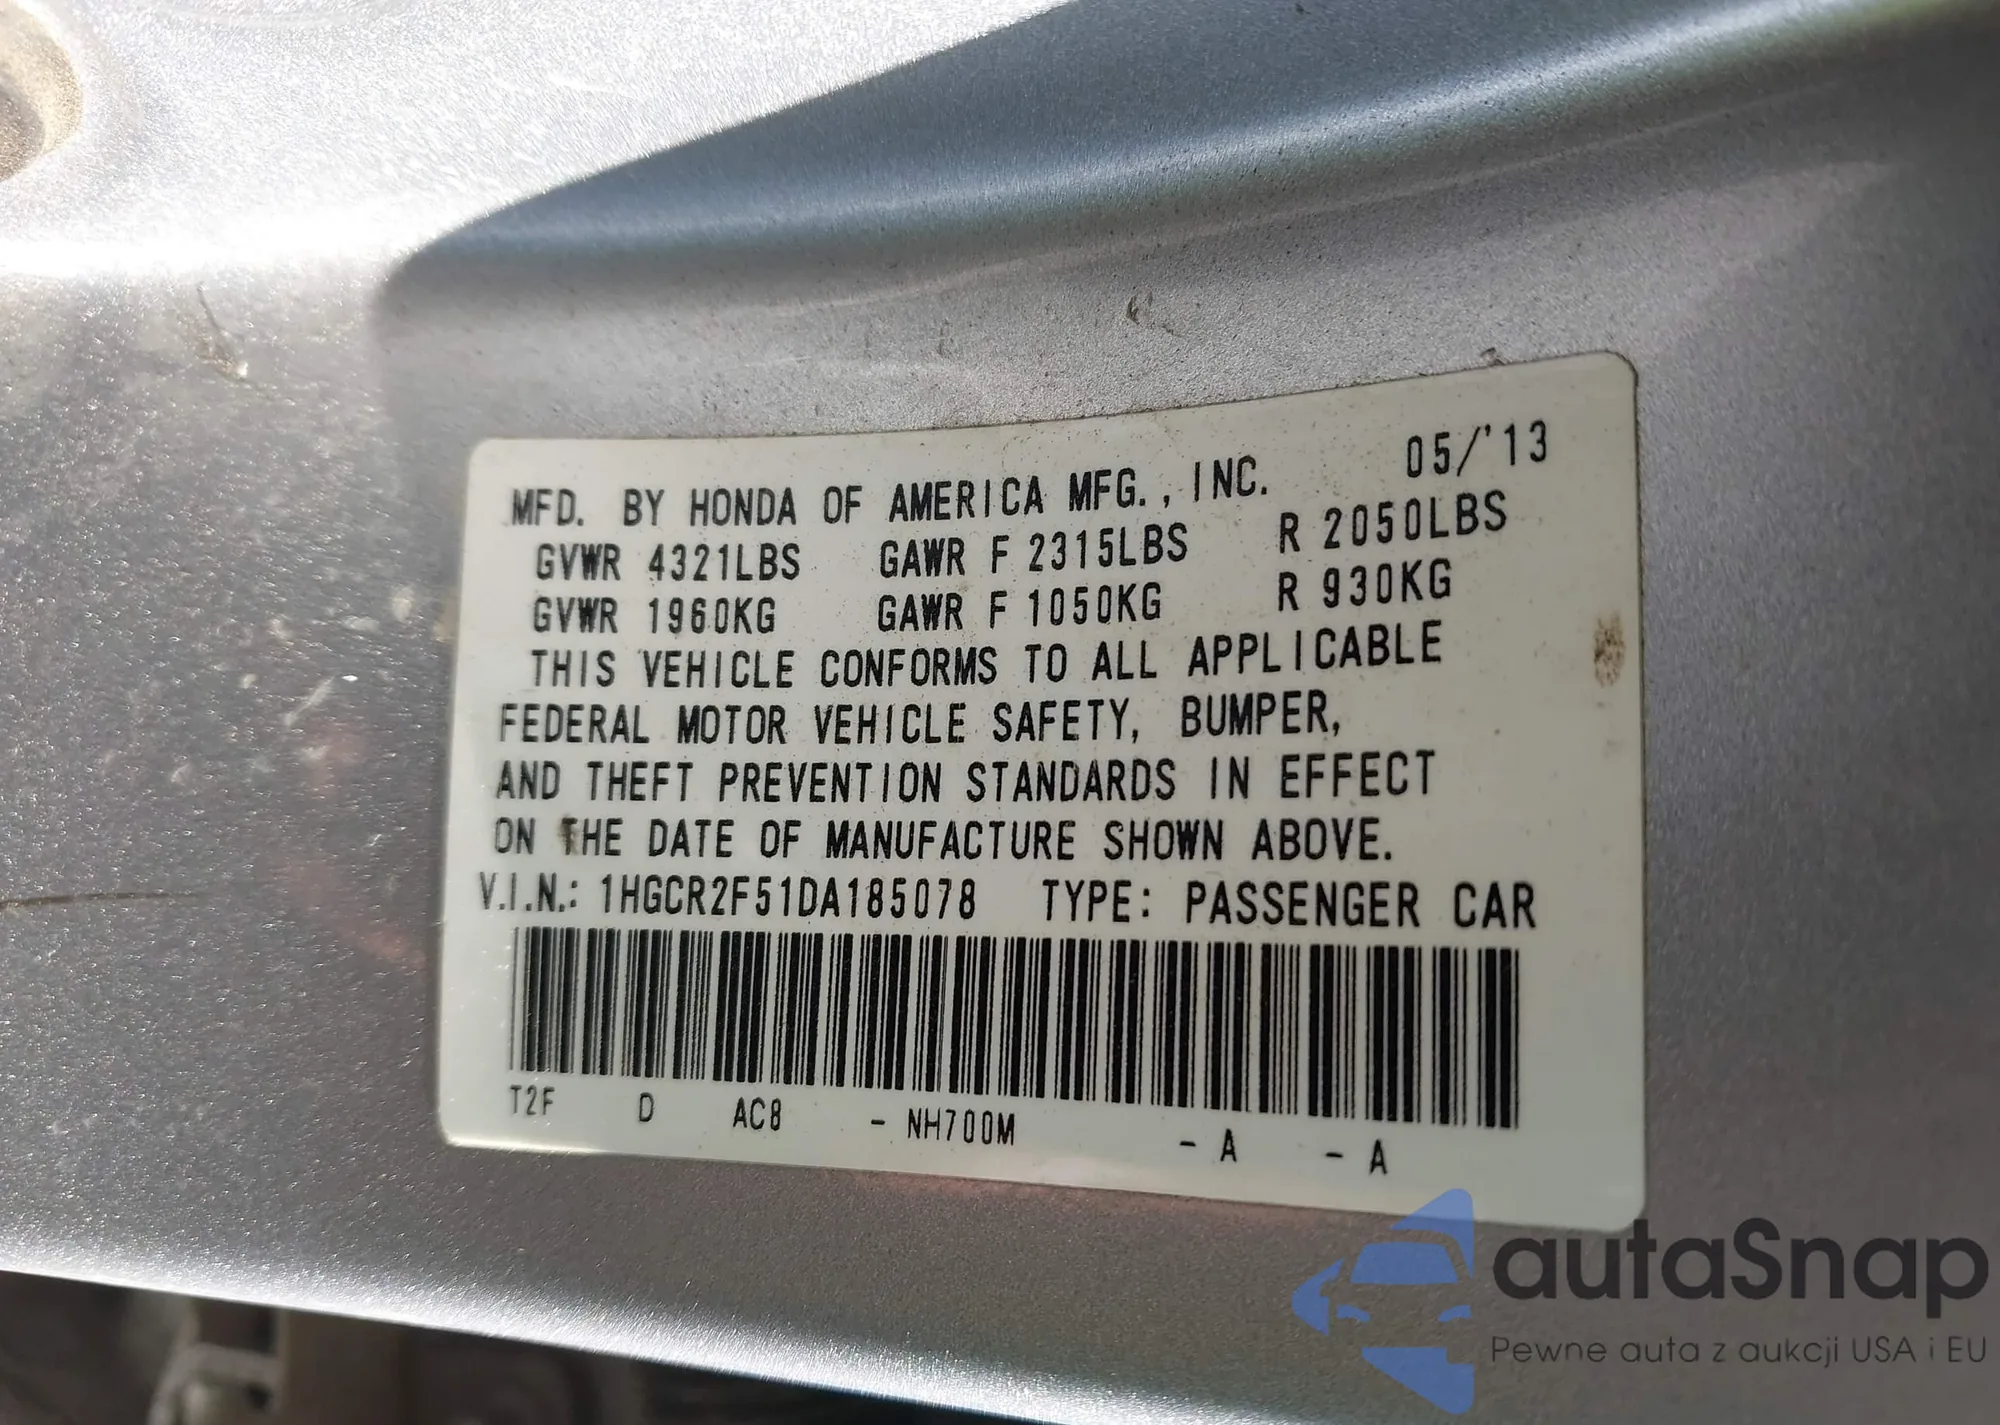 MFD. BY HONDA OF AMERICA MFG., INC. 05/'13
GVWR 4321LBS GAWR F 2315LBS R 2050LBS
GVWR 1960KG GAWR F 1050KG R 930KG
THIS VEHICLE CONFORMS TO ALL APPLICABLE
FEDERAL MOTOR VEHICLE SAFETY, BUMPER,
AND THEFT PREVENTION STANDARDS IN EFFECT
ON THE DATE OF MANUFACTURE SHOWN ABOVE.
V.I.N.: 1HGCR2F51DA185078 TYPE: PASSENGER CAR
T2F D AC8 - NH700M - A - A
autaSnap
Pewne auta z aukcji USA i EU